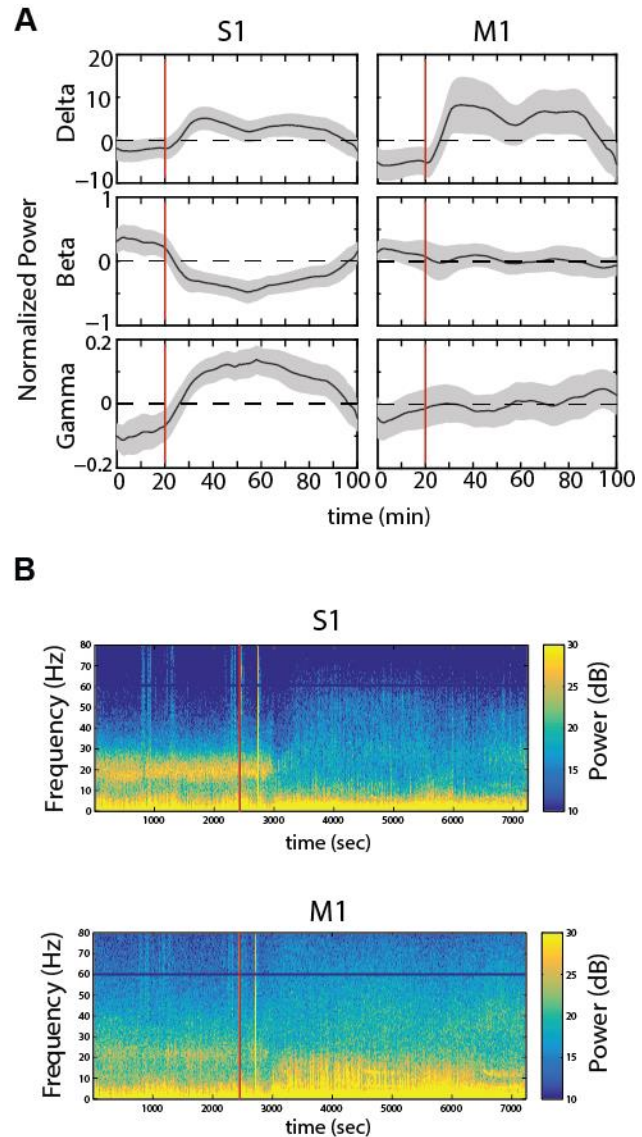 A
S1 M1
Normalized Power
Delta
20
10
0
−10
Beta
1
0
−1
Gamma
0.2
0
−0.2
0 20 40 60 80 100 0 20 40 60 80 100
time (min)
B
S1
Frequency (Hz)
80
70
60
50
40
30
20
10
0
1000 2000 3000 4000 5000 6000 7000
time (sec)
30
25
20
15
10
Power (dB)
M1
Frequency (Hz)
80
70
60
50
40
30
20
10
0
1000 2000 3000 4000 5000 6000 7000
time (sec)
30
25
20
15
10
Power (dB)